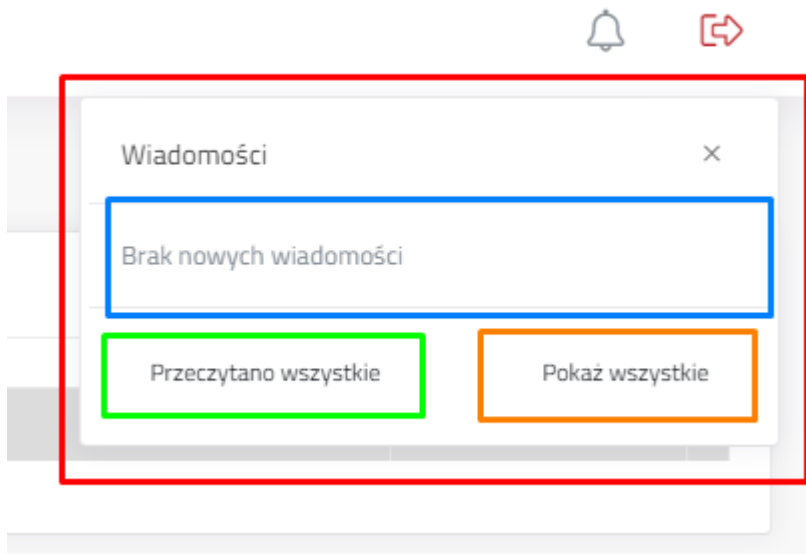 Wiadomości
Brak nowych wiadomości
Przeczytano wszystkie
Pokaż wszystkie